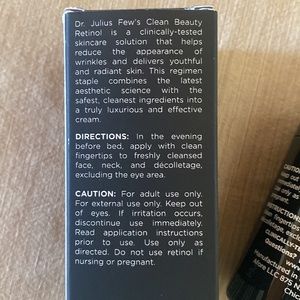 Dr. Julius Few's Clean Beauty
Retinol is a clinically-tested
skincare solution that helps
reduce the appearance of
wrinkles and delivers youthful
and radiant skin. This regimen
staple combines the latest
aesthetic science with the
safest, cleanest ingredients into
a truly luxurious and effective
cream.
DIRECTIONS: In the evening
before bed, apply with clean
fingertips to freshly cleansed
face, neck, and décolletage,
excluding the eye area.
CAUTION: For adult use only.
For external use only. Keep out
of eyes. If irritation occurs,
discontinue use immediately.
Read application instructions
prior to use. Use only as
directed. Do not use retinol if
nursing or pregnant.
Questions?
Manufactured